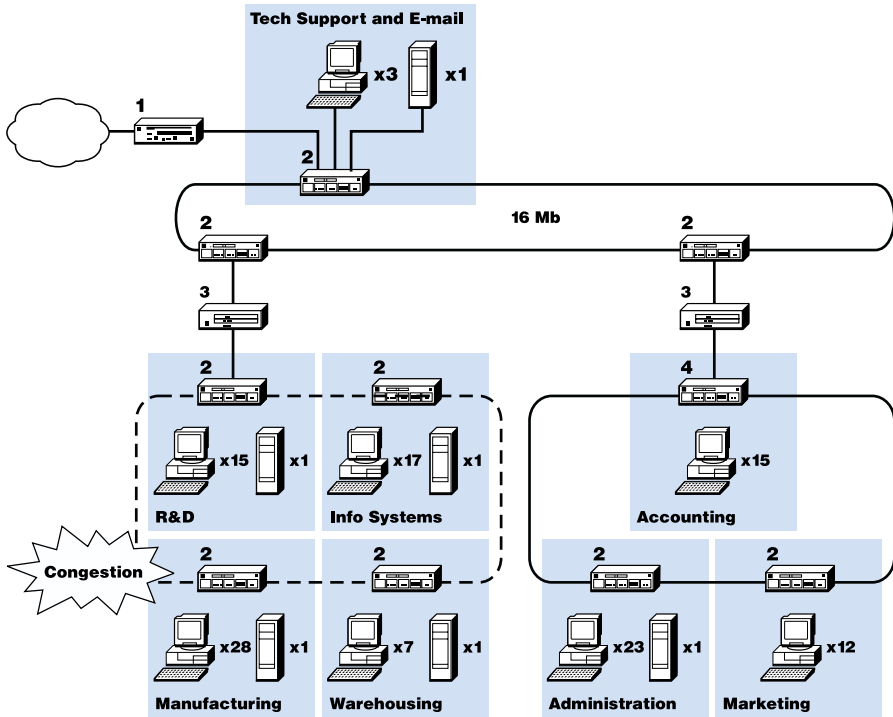 Tech Support and E-mail
x3
x1
1
2
16 Mb
2
2
3
3
2
2
4
x15
x1
x17
x1
x15
R&D
Info Systems
Accounting
Congestion
2
2
2
2
x28
x1
x7
x1
x23
x1
x12
Manufacturing
Warehousing
Administration
Marketing